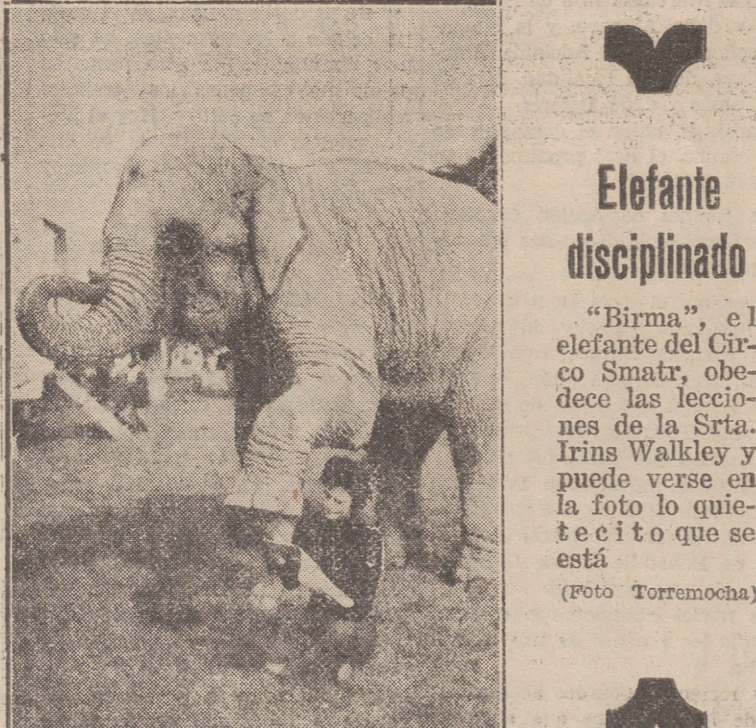 Elefante
disciplinado
“Birma”, el
elefante del Cir-
co Smatr, obe-
dece las leccio-
nes de la Srta.
Irins Walkley y
puede verse en
la foto lo quie-
tecito que se
está
(Foto Torremocha)